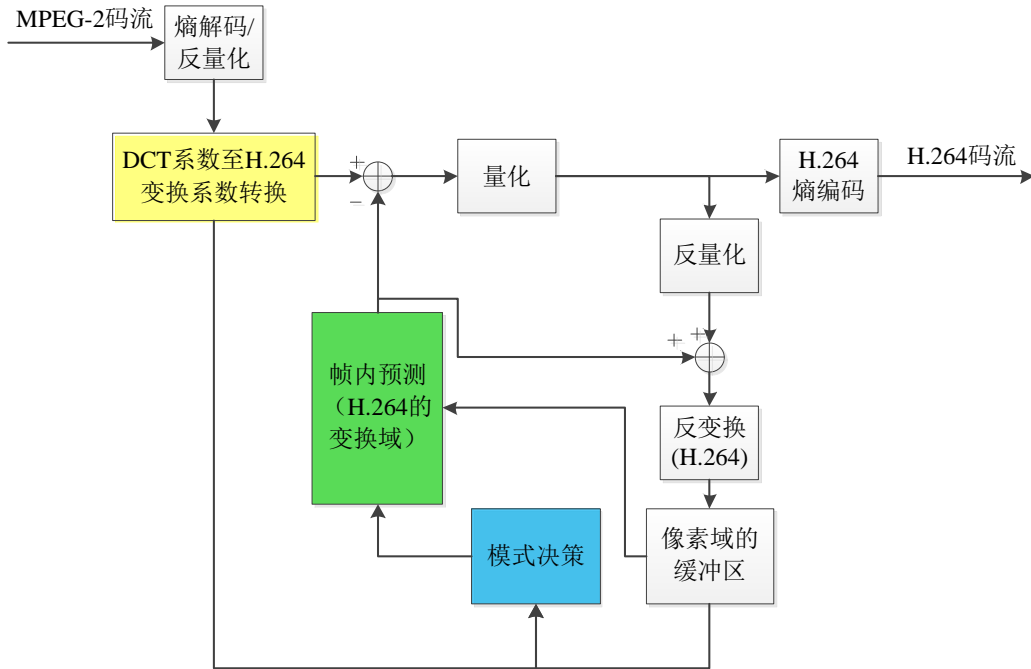 MPEG-2码流
熵解码/
反量化
DCT系数至H.264
变换系数转换
+
−
量化
H.264
熵编码
H.264码流
反量化
+
+
帧内预测
（H.264的
变换域）
反变换
(H.264)
模式决策
像素域的
缓冲区